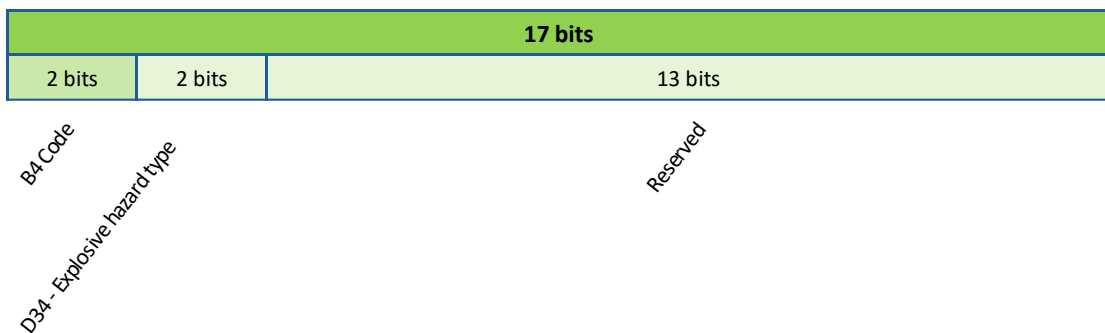 17 bits
2 bits
2 bits
13 bits
B4 Code
D34 - Explosive hazard type
Reserved